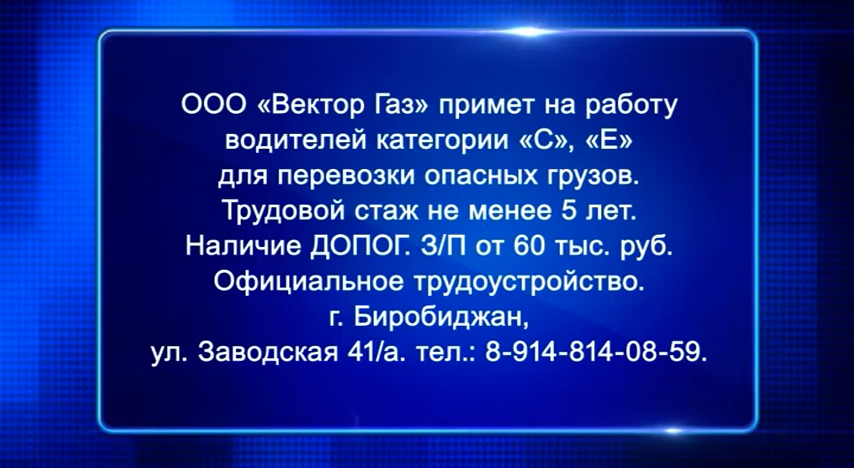 ООО «Вектор Газ» примет на работу
водителей категории «С», «Е»
для перевозки опасных грузов.
Трудовой стаж не менее 5 лет.
Наличие ДОПОГ. З/П от 60 тыс. руб.
Официальное трудоустройство.
г. Биробиджан,
ул. Заводская 41/а. тел.: 8-914-814-08-59.